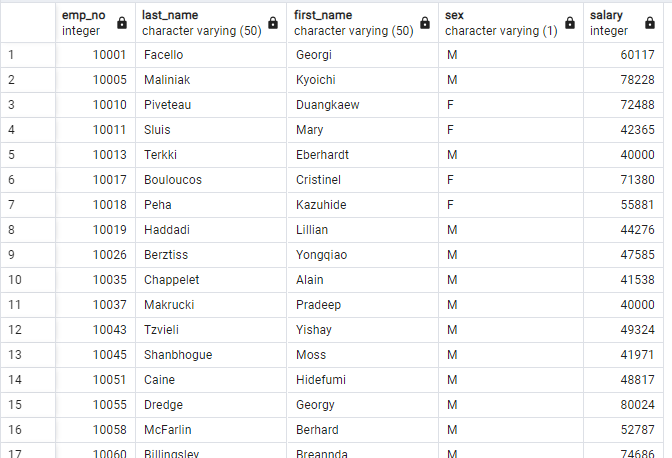 emp_no last_name first_name sex salary
integer character varying (50) character varying (50) character varying (1) integer
1 10001 Facello Georgi M 60117
2 10005 Maliniak Kyoichi M 78228
3 10010 Piveteau Duangkaew F 72488
4 10011 Sluis Mary F 42365
5 10013 Terkki Eberhardt M 40000
6 10017 Bouloucos Cristinel F 71380
7 10018 Peha Kazuhide F 55881
8 10019 Haddadi Lillian M 44276
9 10026 Berztiss Yongqiao M 47585
10 10035 Chappelet Alain M 41538
11 10037 Makrucki Pradeep M 40000
12 10043 Tzvieli Yishay M 49324
13 10045 Shanbhogue Moss M 41971
14 10051 Caine Hidefumi M 48817
15 10055 Dredge Georgy M 80024
16 10058 McFarlin Berhard M 52787
17 10060 Billingsley Breannda M 74686